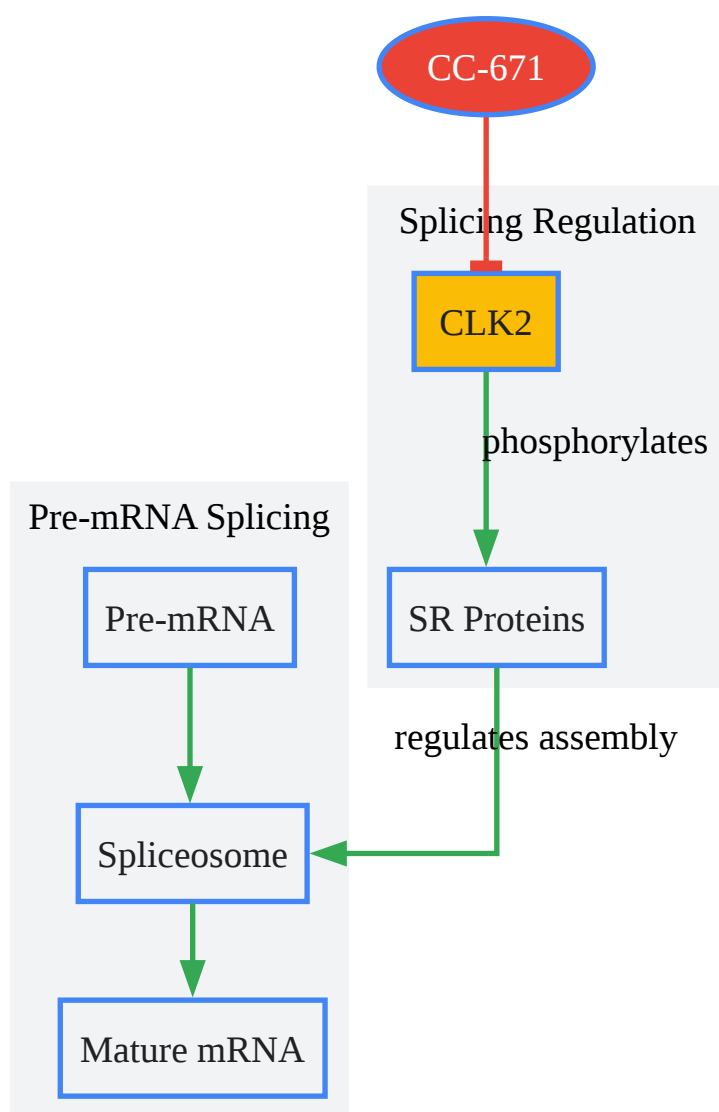 CC-671
Splicing Regulation
CLK2
phosphorylates
Pre-mRNA Splicing
Pre-mRNA
SR Proteins
regulates assembly
Spliceosome
Mature mRNA